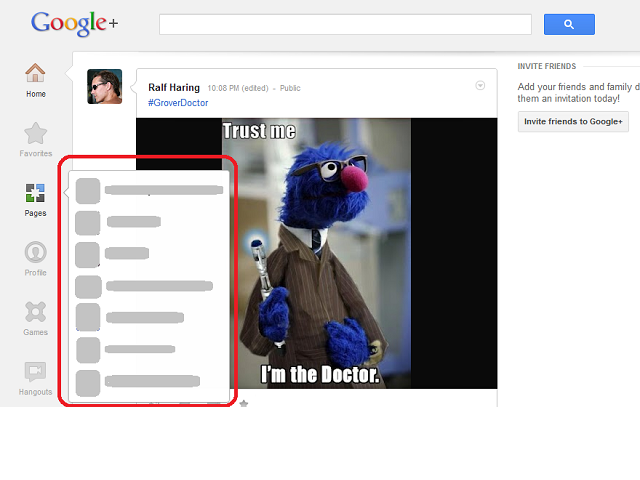 Google+
INVITE FRIENDS
Add your friends and family d
them an invitation today!
Invite friends to Google+
Home
Favorites
Pages
Profile
Games
Hangouts
Ralf Haring 10:08 PM (edited) - Public
#GroverDoctor
Trust me
I'm the Doctor.